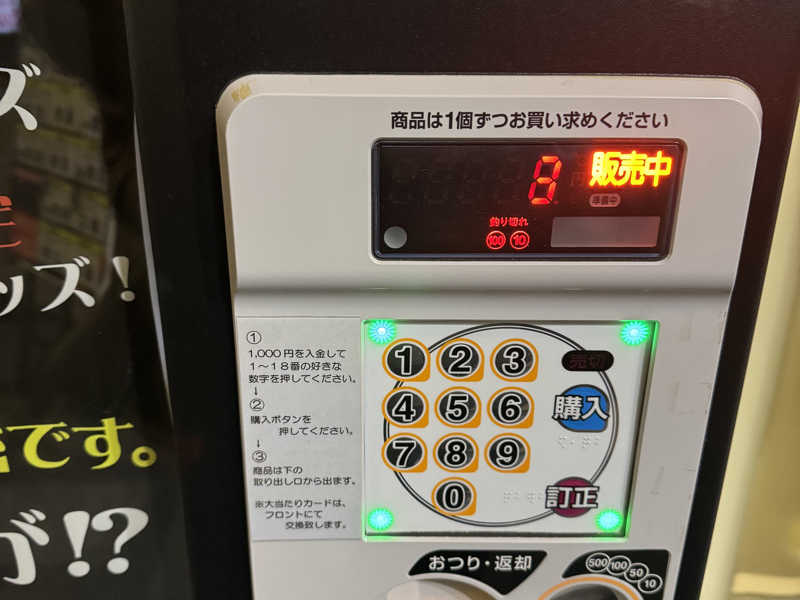 ズ
ッズ！
です。
が⁉
商品は1個ずつお買い求めください
8 円 販売中
準備中
釣り切れ
100 10
①
1,000円を入金して
1～18番の好きな
数字を押してください。
↓
②
購入ボタンを
押してください。
↓
③
商品は下の
取り出し口から出ます。
※大当たりカードは、
フロントにて
交換致します。
1 2 3 売切
4 5 6 購入
7 8 9
0 訂正
おつり・返却
500 100 50 10